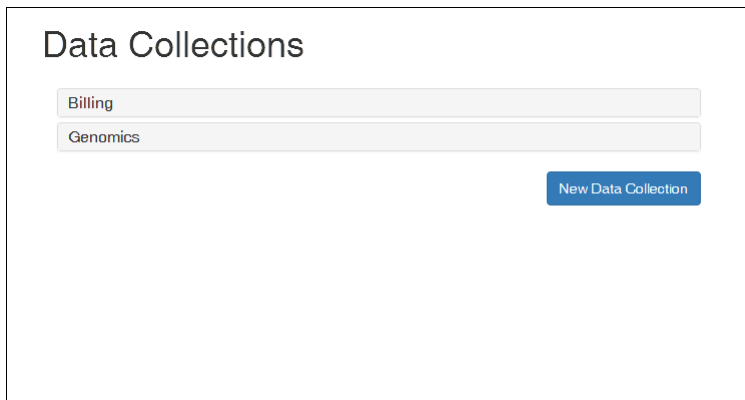 Data Collections
Billing
Genomics
New Data Collection